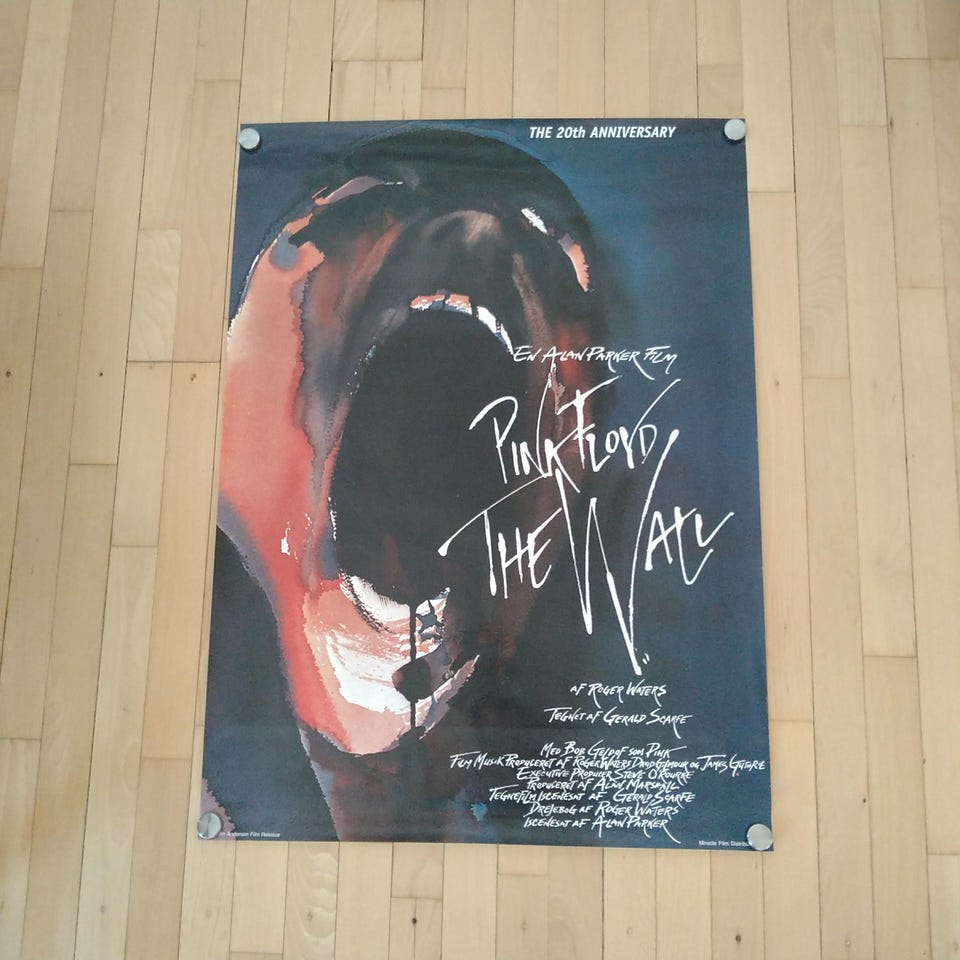 THE 20th ANNIVERSARY
EN ALAN PARKER FILM
PINK FLOYD
THE WALL
AF ROGER WATERS
TEGNET AF GERALD SCARFE
MED BOB GELDOF SOM PINK
FILM MUSIK PRODUCERET AF ROGER WATERS DAVID GILMOUR OG JAMES GUTHRIE
EXECUTIVE PRODUCER STEVE O'ROURKE
PRODUCERET AF ALAN MARSHALL
TEGNEFILM ISCENESAT AF GERALD SCARFE
DREJEBOG AF ROGER WATERS
ISCENESAT AF ALAN PARKER
Andersen Film Release
Miracle Film